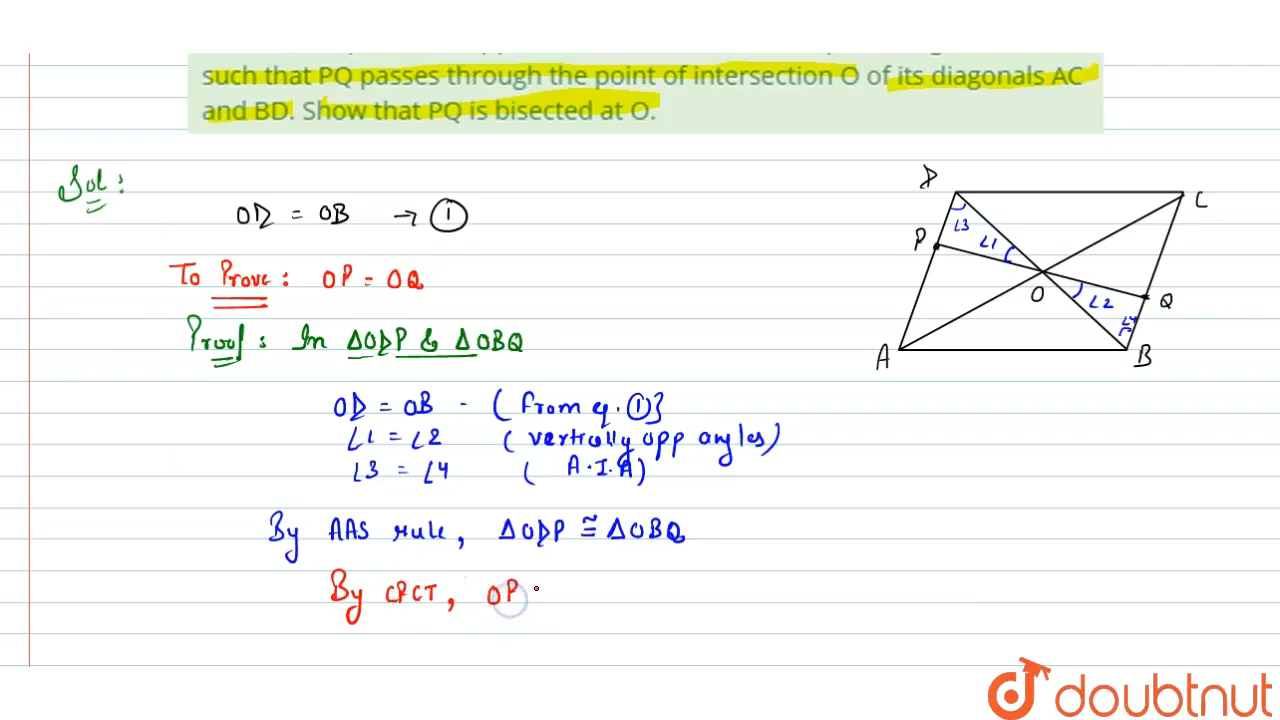 such that PQ passes through the point of intersection O of its diagonals AC
and BD. Show that PQ is bisected at O.
Sol:
OD = OB → ①
To Prove: OP = OQ
Proof: In ΔODP & ΔOBQ
OD = OB - (from eq. ①}
∠1 = ∠2 (vertically opp angles)
∠3 = ∠4 ( A.I.A)
By AAS rule, ΔODP ≅ ΔOBQ
By CPCT, OP
D
C
∠3
P
∠1
O
∠2
Q
∠4
A
B
doubtnut